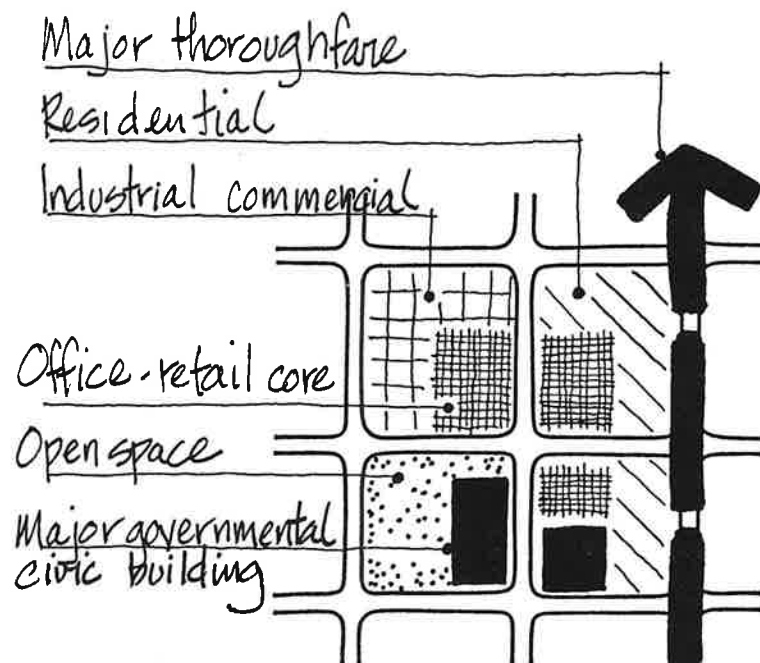 Major thoroughfare
Residential
Industrial commercial
Office-retail core
Open space
Major governmental
civic building